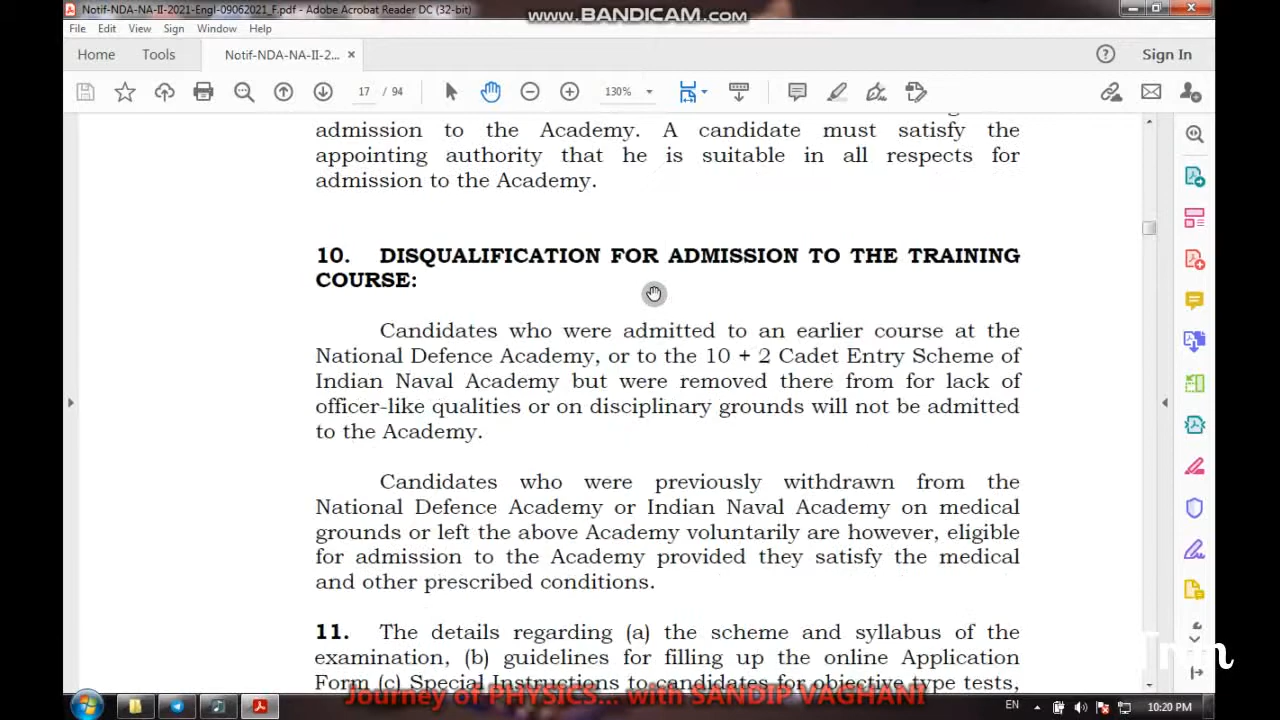 Notif-NDA-NA-II-2021-Engl-09062021_F.pdf - Adobe Acrobat Reader DC (32-bit)
WWW.BANDICAM.COM
File Edit View Sign Window Help
Home Tools Notif-NDA-NA-II-2... × Sign In
17 / 94 130%
admission to the Academy. A candidate must satisfy the
appointing authority that he is suitable in all respects for
admission to the Academy.
10. DISQUALIFICATION FOR ADMISSION TO THE TRAINING
COURSE:
Candidates who were admitted to an earlier course at the
National Defence Academy, or to the 10 + 2 Cadet Entry Scheme of
Indian Naval Academy but were removed there from for lack of
officer-like qualities or on disciplinary grounds will not be admitted
to the Academy.
Candidates who were previously withdrawn from the
National Defence Academy or Indian Naval Academy on medical
grounds or left the above Academy voluntarily are however, eligible
for admission to the Academy provided they satisfy the medical
and other prescribed conditions.
11. The details regarding (a) the scheme and syllabus of the
examination, (b) guidelines for filling up the online Application
Form (c) Special Instructions to candidates for objective type tests,
Journey of PHYSICS... with SANDIP VAGHANI
EN 10:20 PM